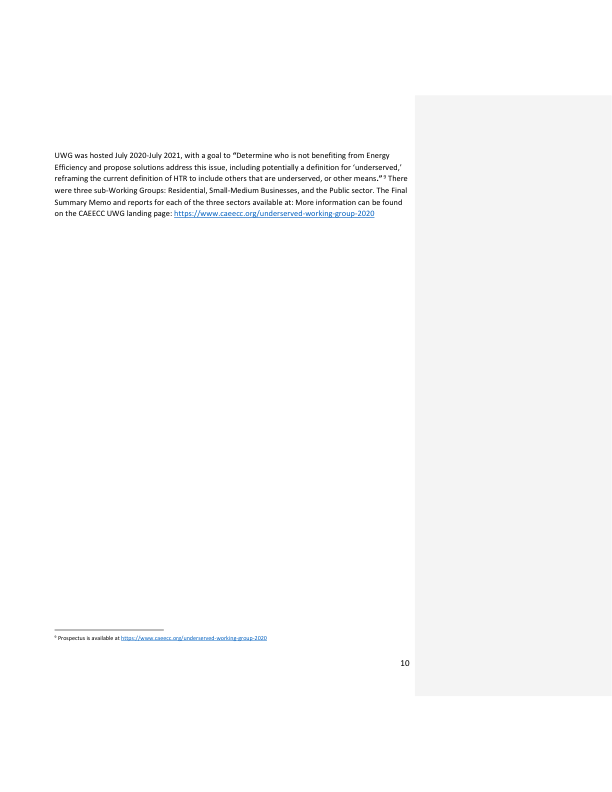 UWG was hosted July 2020-July 2021, with a goal to “Determine who is not benefiting from Energy
Efficiency and propose solutions address this issue, including potentially a definition for ‘underserved,’
reframing the current definition of HTR to include others that are underserved, or other means.” ⁹ There
were three sub-Working Groups: Residential, Small-Medium Businesses, and the Public sector. The Final
Summary Memo and reports for each of the three sectors available at: More information can be found
on the CAEECC UWG landing page: https://www.caeecc.org/underserved-working-group-2020
⁹ Prospectus is available at https://www.caeecc.org/underserved-working-group-2020
10